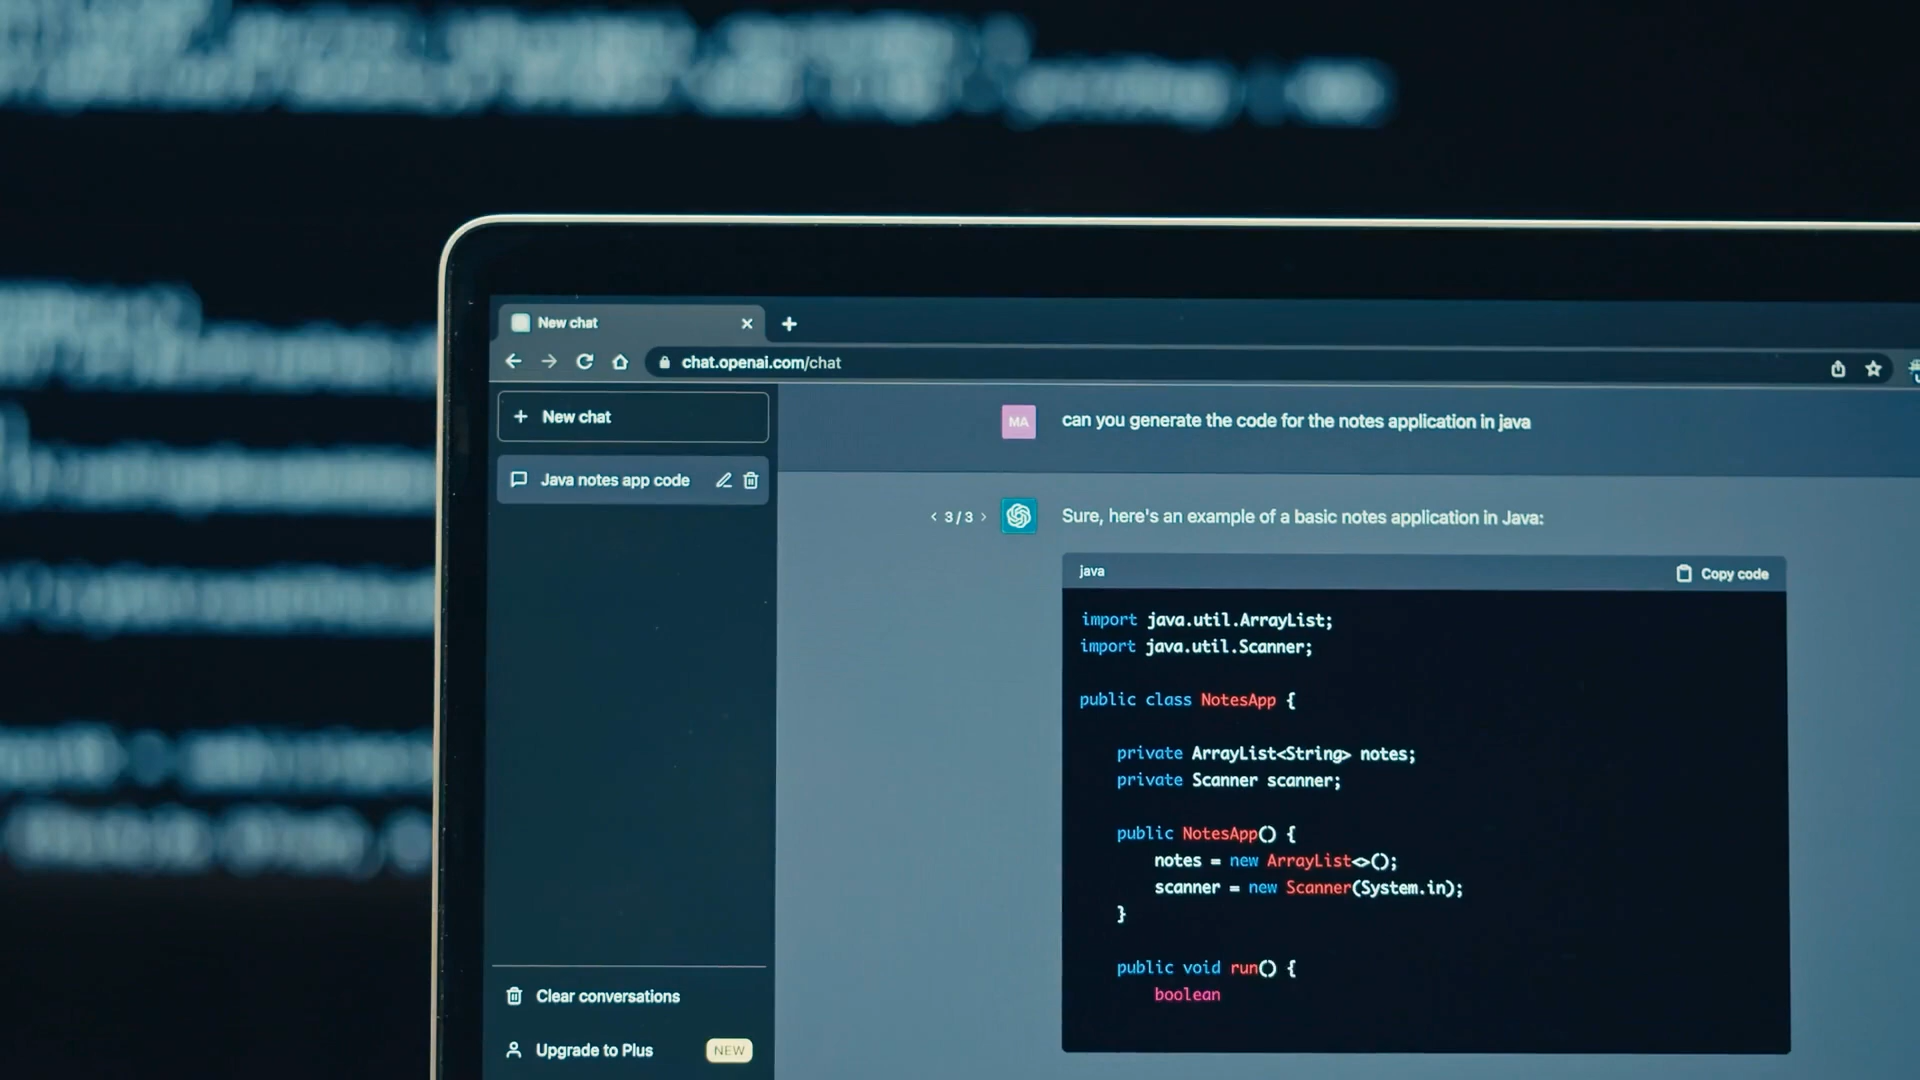 New chat
chat.openai.com/chat
New chat
Java notes app code
Clear conversations
Upgrade to Plus NEW
MA can you generate the code for the notes application in java
< 3 / 3 > Sure, here's an example of a basic notes application in Java:
java Copy code
import java.util.ArrayList;
import java.util.Scanner;
public class NotesApp {
private ArrayList<String> notes;
private Scanner scanner;
public NotesApp() {
notes = new ArrayList<>();
scanner = new Scanner(System.in);
}
public void run() {
boolean